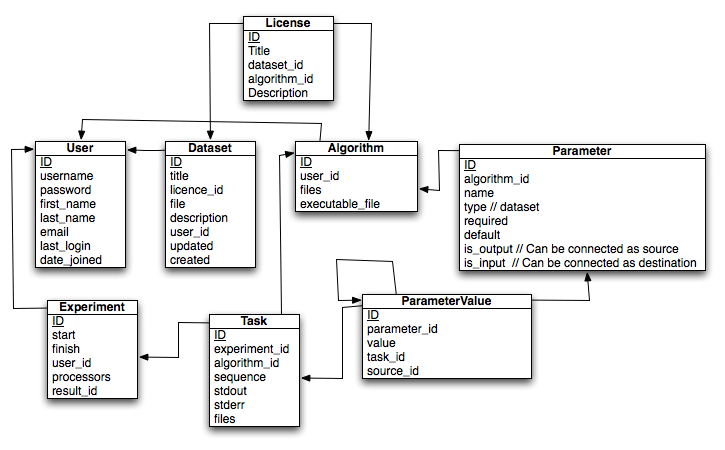 License
ID
Title
dataset_id
algorithm_id
Description
User
ID
username
password
first_name
last_name
email
last_login
date_joined
Dataset
ID
title
licence_id
file
description
user_id
updated
created
Algorithm
ID
user_id
files
executable_file
Parameter
ID
algorithm_id
name
type // dataset
required
default
is_output // Can be connected as source
is_input // Can be connected as destination
Experiment
ID
start
finish
user_id
processors
result_id
Task
ID
experiment_id
algorithm_id
sequence
stdout
stderr
files
ParameterValue
ID
parameter_id
value
task_id
source_id